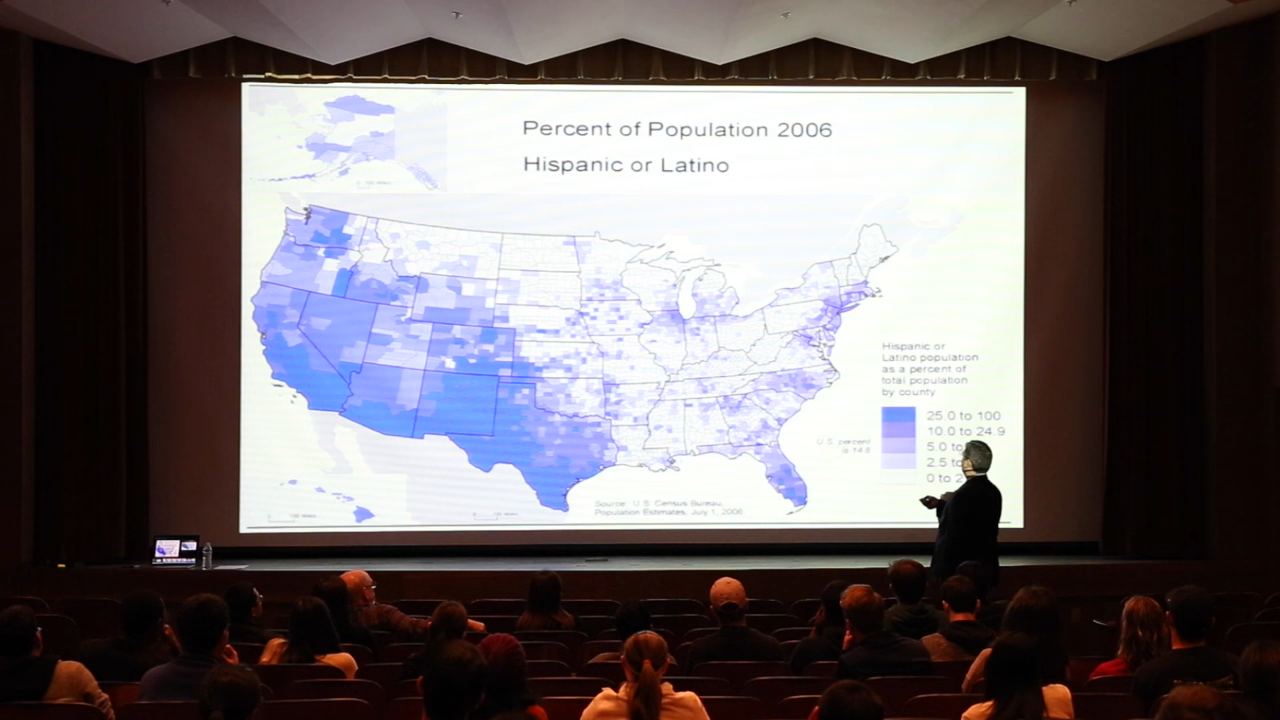 Percent of Population 2006
Hispanic or Latino
Hispanic or
Latino population
as a percent of
total population
by county
25.0 to 100
10.0 to 24.9
5.0 to
2.5 to
0 to 2
U.S. percent
is 14.8
0 100 Miles
Source: U.S. Census Bureau,
Population Estimates, July 1, 2006